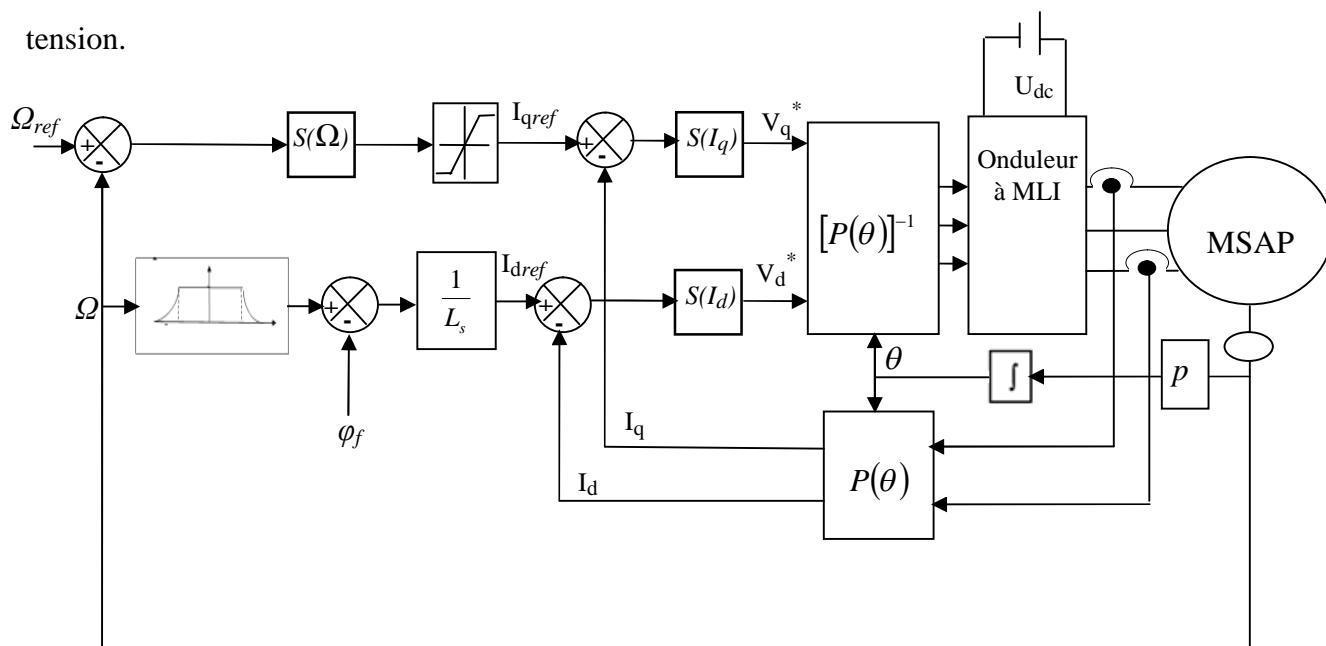 tension.
U_dc
Ω_ref
+
-
S(Ω)
I_qref
+
-
S(I_q)
V_q^*
[P(θ)]^{-1}
Onduleur
à MLI
MSAP
Ω
+
-
φ_f
1
L_s
I_dref
+
-
S(I_d)
V_d^*
θ
∫
p
I_q
I_d
P(θ)